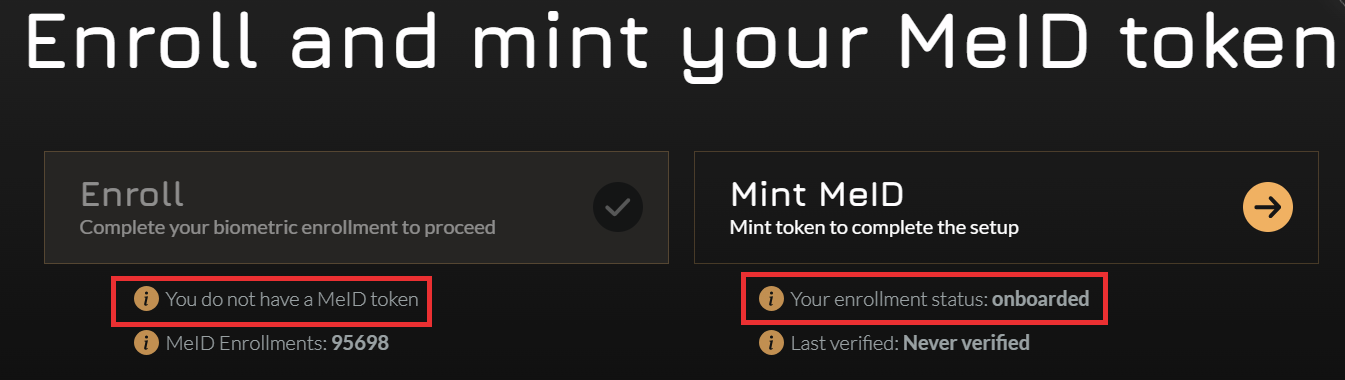 Enroll and mint your MeID token
Enroll
Complete your biometric enrollment to proceed
You do not have a MeID token
MeID Enrollments: 95698
Mint MeID
Mint token to complete the setup
Your enrollment status: onboarded
Last verified: Never verified